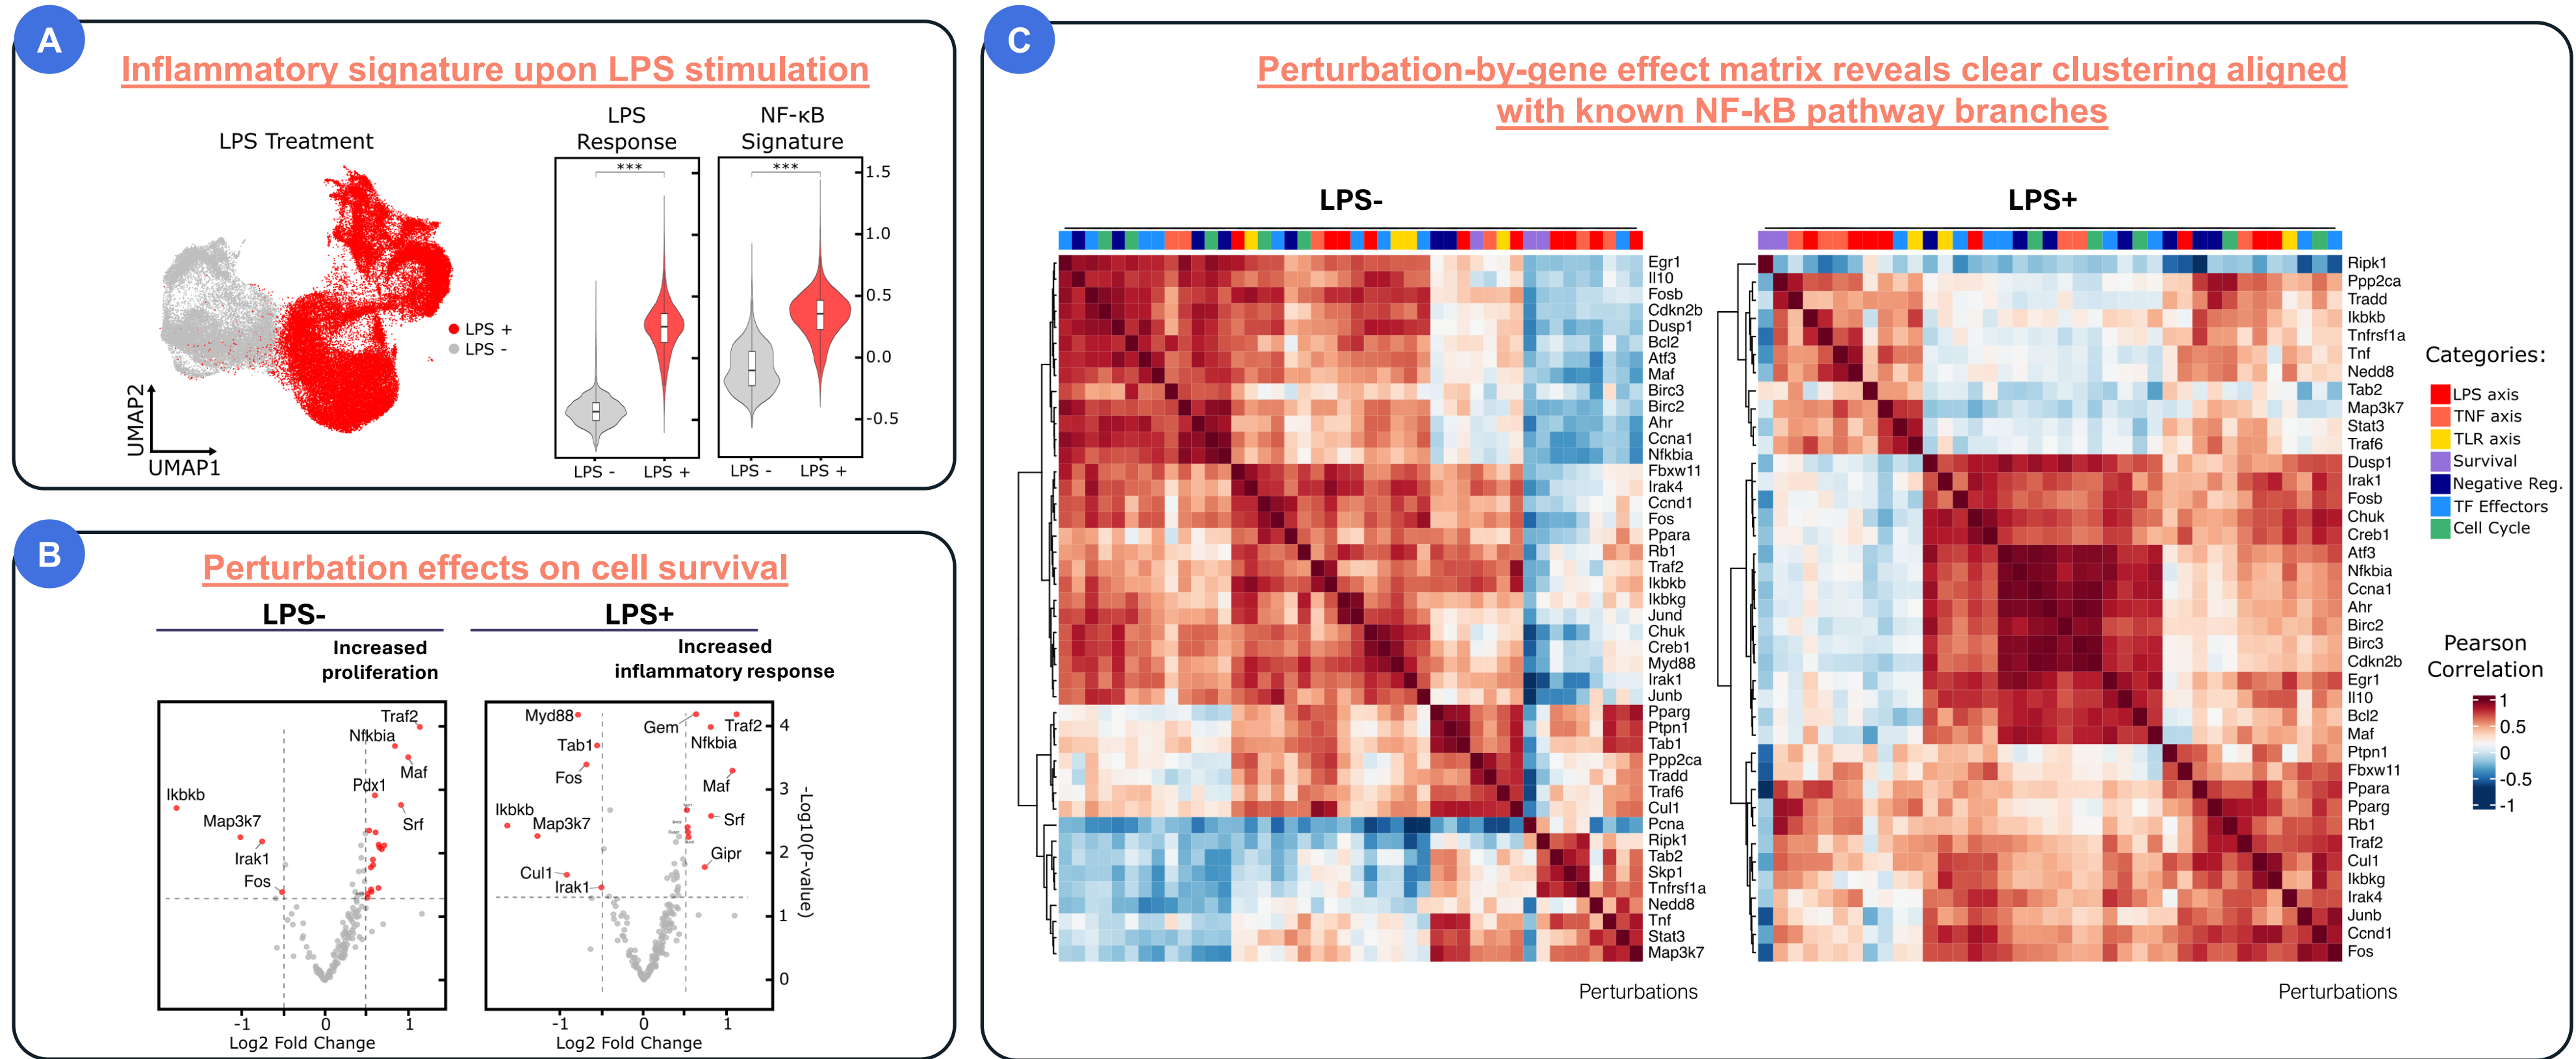 A
Inflammatory signature upon LPS stimulation
LPS Treatment
LPS +
LPS -
UMAP2
UMAP1
LPS
Response
NF-κB
Signature
***
***
1.5
1.0
0.5
0.0
-0.5
LPS -
LPS +
LPS -
LPS +
B
Perturbation effects on cell survival
LPS-
LPS+
Increased
proliferation
Increased
inflammatory response
Traf2
Nfkbia
Maf
Pdx1
Srf
Ikbkb
Map3k7
Irak1
Fos
-1
0
1
Log2 Fold Change
Myd88
Gem
Traf2
Nfkbia
Tab1
Fos
Maf
Ikbkb
Map3k7
Srf
Gipr
Cul1
Irak1
4
3
2
1
0
-Log10(P-value)
-1
0
1
Log2 Fold Change
C
Perturbation-by-gene effect matrix reveals clear clustering aligned
with known NF-kB pathway branches
LPS-
Egr1
Il10
Fosb
Cdkn2b
Dusp1
Bcl2
Atf3
Maf
Birc3
Birc2
Ahr
Ccna1
Nfkbia
Fbxw11
Irak4
Ccnd1
Fos
Ppara
Rb1
Traf2
Ikbkb
Ikbkg
Jund
Chuk
Creb1
Myd88
Irak1
Junb
Pparg
Ptpn1
Tab1
Ppp2ca
Tradd
Traf6
Cul1
Pcna
Ripk1
Tab2
Skp1
Tnfrsf1a
Nedd8
Tnf
Stat3
Map3k7
Perturbations
LPS+
Ripk1
Ppp2ca
Tradd
Ikbkb
Tnfrsf1a
Tnf
Nedd8
Tab2
Map3k7
Stat3
Traf6
Dusp1
Irak1
Fosb
Chuk
Creb1
Atf3
Nfkbia
Ccna1
Ahr
Birc2
Birc3
Cdkn2b
Egr1
Il10
Bcl2
Maf
Ptpn1
Fbxw11
Ppara
Pparg
Rb1
Traf2
Cul1
Ikbkg
Irak4
Junb
Ccnd1
Fos
Perturbations
Categories:
LPS axis
TNF axis
TLR axis
Survival
Negative Reg.
TF Effectors
Cell Cycle
Pearson
Correlation
1
0.5
0
-0.5
-1